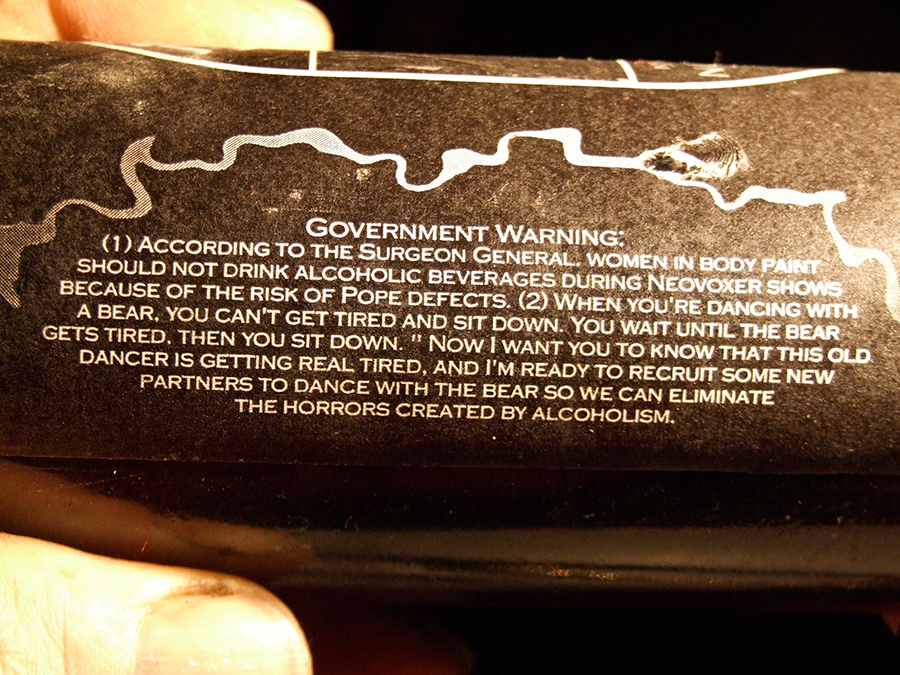 GOVERNMENT WARNING:
(1) ACCORDING TO THE SURGEON GENERAL, WOMEN IN BODY PAINT
SHOULD NOT DRINK ALCOHOLIC BEVERAGES DURING NEOVOXER SHOWS
BECAUSE OF THE RISK OF POPE DEFECTS. (2) WHEN YOU'RE DANCING WITH
A BEAR, YOU CAN'T GET TIRED AND SIT DOWN. YOU WAIT UNTIL THE BEAR
GETS TIRED, THEN YOU SIT DOWN. " NOW I WANT YOU TO KNOW THAT THIS OLD
DANCER IS GETTING REAL TIRED, AND I'M READY TO RECRUIT SOME NEW
PARTNERS TO DANCE WITH THE BEAR SO WE CAN ELIMINATE
THE HORRORS CREATED BY ALCOHOLISM.